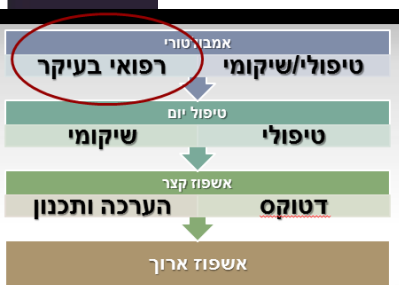 אמבולטורי
טיפולי/שיקומי רפואי בעיקר
טיפול יום
טיפולי שיקומי
אשפוז קצר
דטוקס הערכה ותכנון
אשפוז ארוך